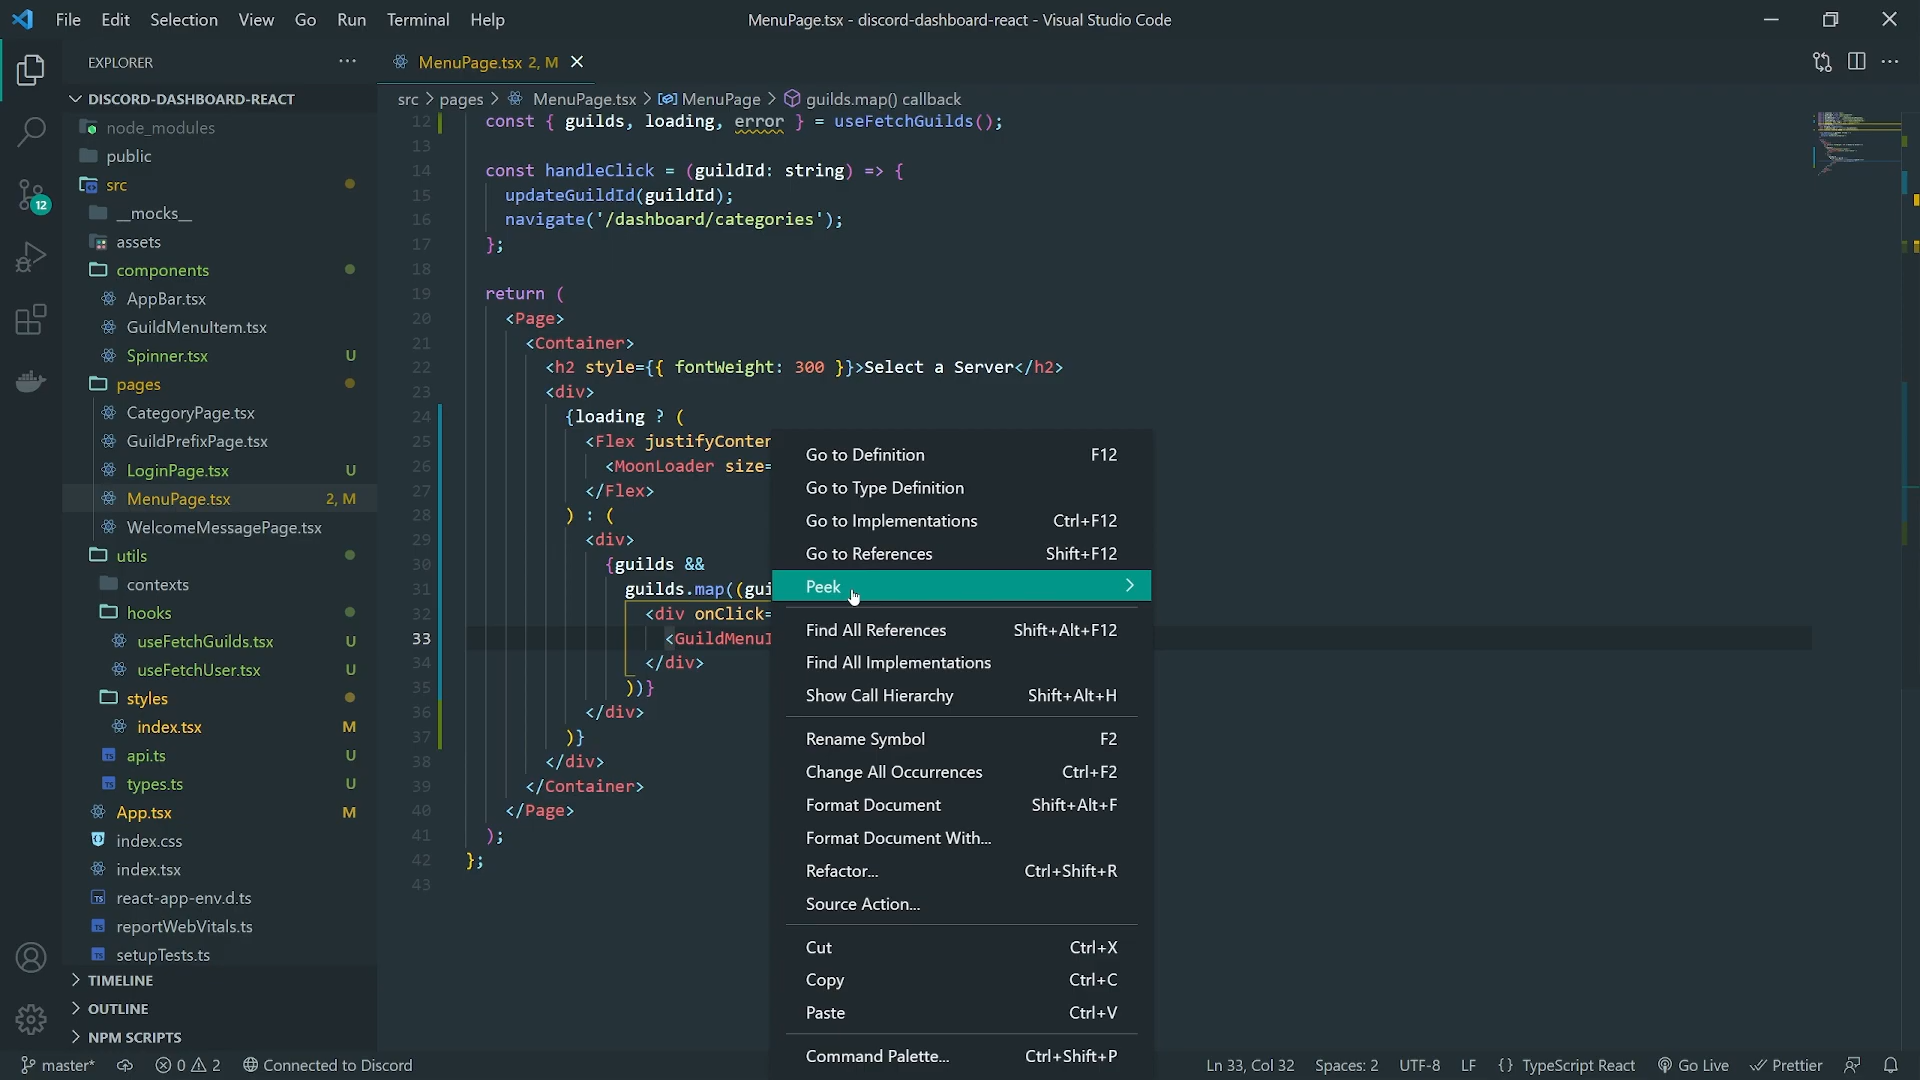 File Edit Selection View Go Run Terminal Help
MenuPage.tsx - discord-dashboard-react - Visual Studio Code
EXPLORER
DISCORD-DASHBOARD-REACT
node_modules
public
src
__mocks__
assets
components
AppBar.tsx
GuildMenuItem.tsx
Spinner.tsx U
pages
CategoryPage.tsx
GuildPrefixPage.tsx
LoginPage.tsx U
MenuPage.tsx 2, M
WelcomeMessagePage.tsx
utils
contexts
hooks
useFetchGuilds.tsx U
useFetchUser.tsx U
styles
index.tsx M
api.ts U
types.ts U
App.tsx M
index.css
index.tsx
react-app-env.d.ts
reportWebVitals.ts
setupTests.ts
TIMELINE
OUTLINE
NPM SCRIPTS
12
MenuPage.tsx 2, M
src > pages > MenuPage.tsx > MenuPage > guilds.map() callback
12 const { guilds, loading, error } = useFetchGuilds();
13
14 const handleClick = (guildId: string) => {
15 updateGuildId(guildId);
16 navigate('/dashboard/categories');
17 };
18
19 return (
20 <Page>
21 <Container>
22 <h2 style={{ fontWeight: 300 }}>Select a Server</h2>
23 <div>
24 {loading ? (
25 <Flex justifyConten
26 <MoonLoader size=
27 </Flex>
28 ) : (
29 <div>
30 {guilds &&
31 guilds.map((gui
32 <div onClick=
33 <GuildMenuI
34 </div>
35 ))}
36 </div>
37 )}
38 </div>
39 </Container>
40 </Page>
41 );
42 };
43
Go to Definition F12
Go to Type Definition
Go to Implementations Ctrl+F12
Go to References Shift+F12
Peek
Find All References Shift+Alt+F12
Find All Implementations
Show Call Hierarchy Shift+Alt+H
Rename Symbol F2
Change All Occurrences Ctrl+F2
Format Document Shift+Alt+F
Format Document With...
Refactor... Ctrl+Shift+R
Source Action...
Cut Ctrl+X
Copy Ctrl+C
Paste Ctrl+V
Command Palette... Ctrl+Shift+P
master* 0 2 Connected to Discord
Ln 33, Col 32 Spaces: 2 UTF-8 LF {} TypeScript React Go Live Prettier